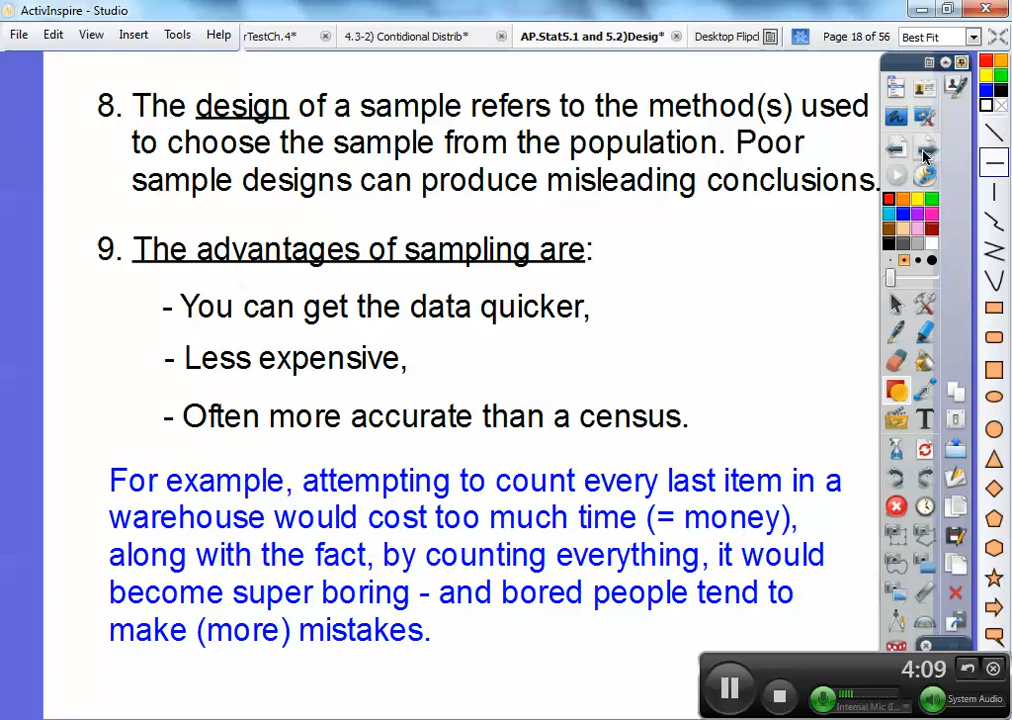 ActivInspire - Studio
File Edit View Insert Tools Help
rTestCh.4* 4.3-2) Contidional Distrib* AP.Stat5.1 and 5.2)Desig* Desktop Flipcl Page 18 of 56 Best Fit
8. The design of a sample refers to the method(s) used
to choose the sample from the population. Poor
sample designs can produce misleading conclusions.
9. The advantages of sampling are:
- You can get the data quicker,
- Less expensive,
- Often more accurate than a census.
For example, attempting to count every last item in a
warehouse would cost too much time (= money),
along with the fact, by counting everything, it would
become super boring - and bored people tend to
make (more) mistakes.
4:09
Internal Mic (I...
System Audio